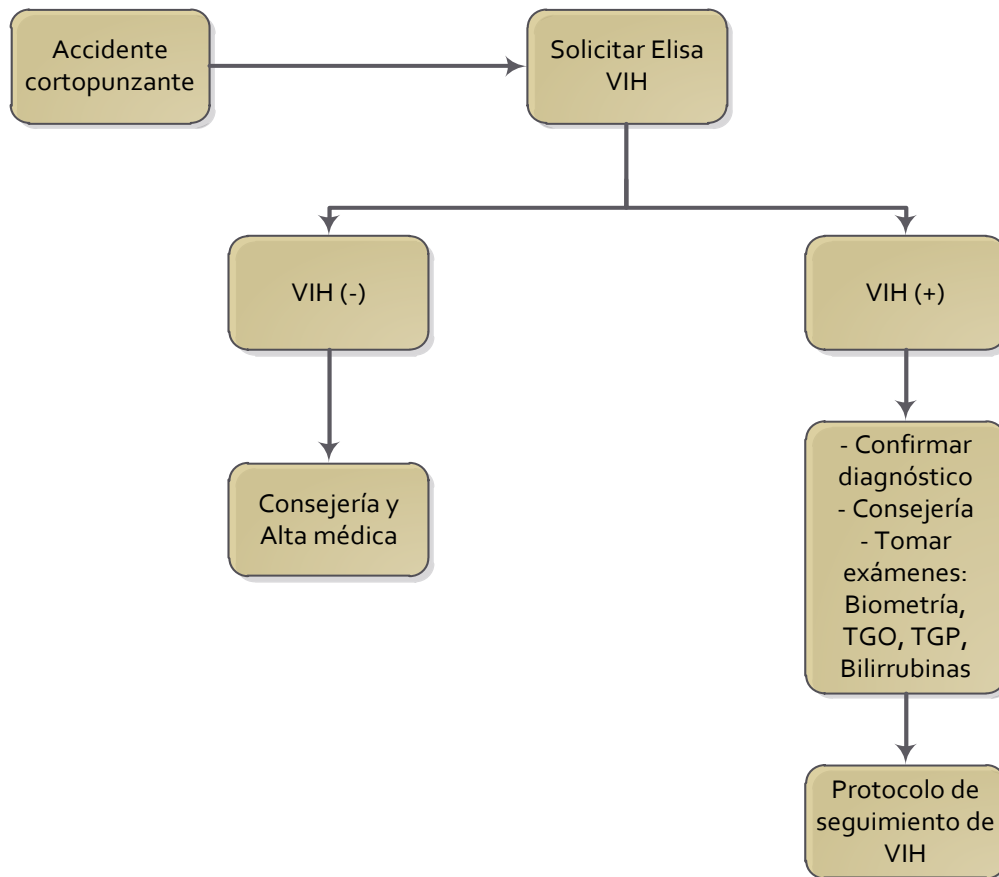 Accidente
cortopunzante
Solicitar Elisa
VIH
VIH (-)
VIH (+)
Consejería y
Alta médica
- Confirmar
diagnóstico
- Consejería
- Tomar
exámenes:
Biometría,
TGO, TGP,
Bilirrubinas
Protocolo de
seguimiento de
VIH